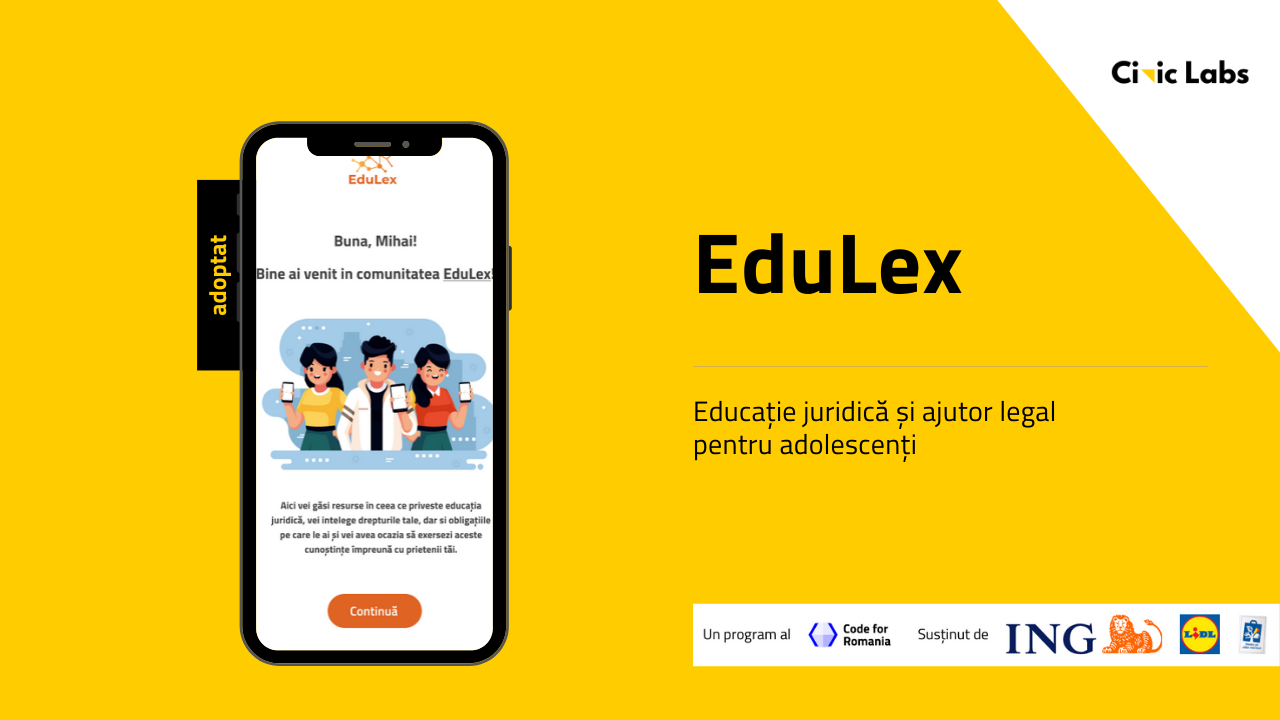 Civic Labs
adoptat
EduLex
Buna, Mihai!
Bine ai venit in comunitatea EduLex!
Aici vei găsi resurse în ceea ce priveste educația
juridică, vei intelege drepturile tale, dar si obligațiile
pe care le ai și vei avea ocazia să exersezi aceste
cunoștințe împreună cu prietenii tăi.
Continuă
EduLex
Educație juridică și ajutor legal
pentru adolescenți
Un program al
Code for
Romania
Susținut de
ING
LIDL